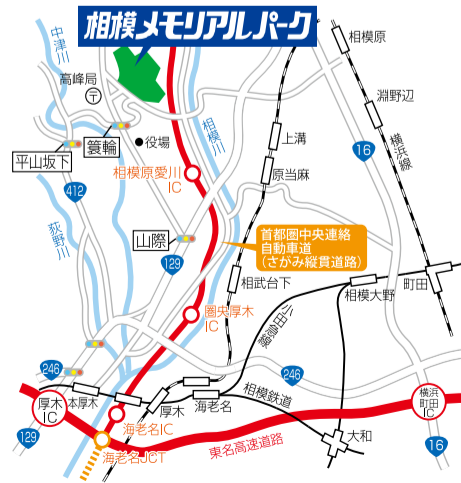 相模メモリアルパーク
中津川
高峰局
〒
箕輪
役場
平山坂下
相模川
相模原愛川
IC
412
荻野川
山際
129
上溝
原当麻
相模原
淵野辺
横浜線
16
首都圏中央連絡
自動車道
(さがみ縦貫道路)
相武台下
圏央厚木
IC
小田急線
相模大野
町田
246
246
相模鉄道
厚木
IC
本厚木
厚木
海老名
横浜
町田
IC
129
海老名IC
海老名JCT
東名高速道路
大和
16